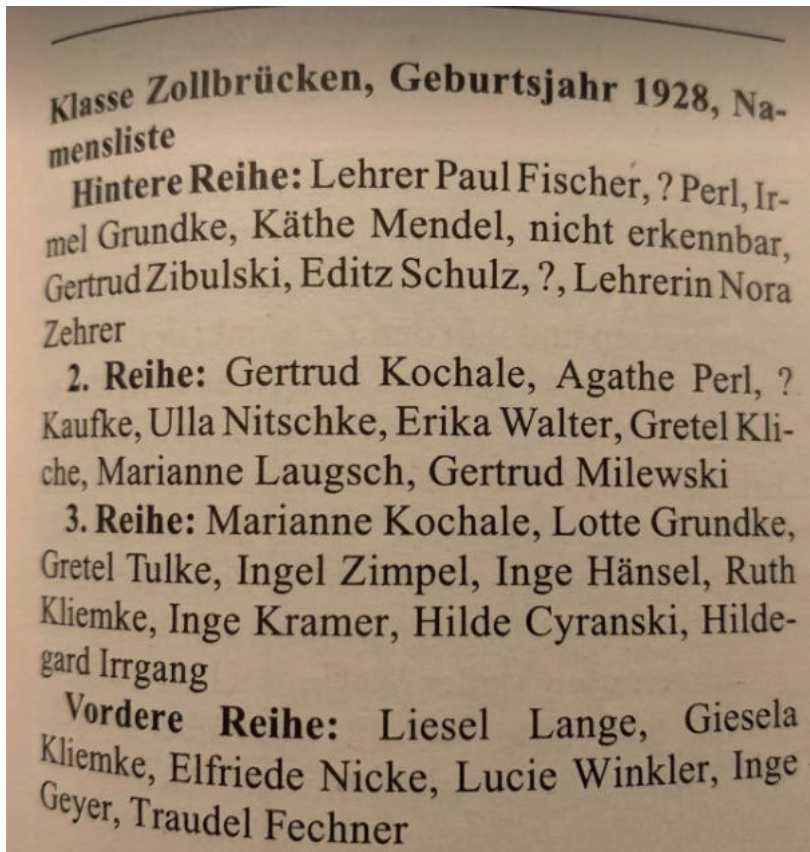 Klasse Zollbrücken, Geburtsjahr 1928, Na-
mensliste
Hintere Reihe: Lehrer Paul Fischer, ? Perl, Ir-
mel Grundke, Käthe Mendel, nicht erkennbar,
Gertrud Zibulski, Editz Schulz, ?, Lehrerin Nora
Zehrer
2. Reihe: Gertrud Kochale, Agathe Perl, ?
Kaufke, Ulla Nitschke, Erika Walter, Gretel Kli-
che, Marianne Laugsch, Gertrud Milewski
3. Reihe: Marianne Kochale, Lotte Grundke,
Gretel Tulke, Ingel Zimpel, Inge Hänsel, Ruth
Kliemke, Inge Kramer, Hilde Cyranski, Hilde-
gard Irrgang
Vordere Reihe: Liesel Lange, Giesela
Kliemke, Elfriede Nicke, Lucie Winkler, Inge
Geyer, Traudel Fechner